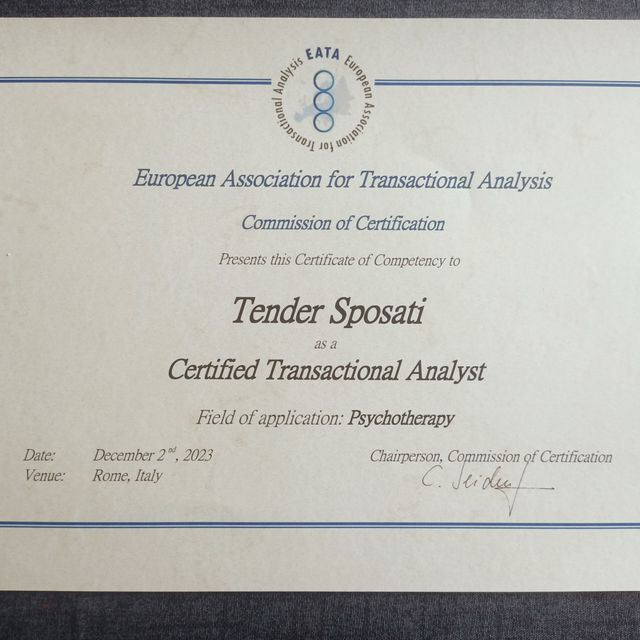 EATA European Association for Transactional Analysis
European Association for Transactional Analysis
Commission of Certification
Presents this Certificate of Competency to
Tender Sposati
as a
Certified Transactional Analyst
Field of application: Psychotherapy
Date: December 2nd, 2023
Venue: Rome, Italy
Chairperson, Commission of Certification
C.